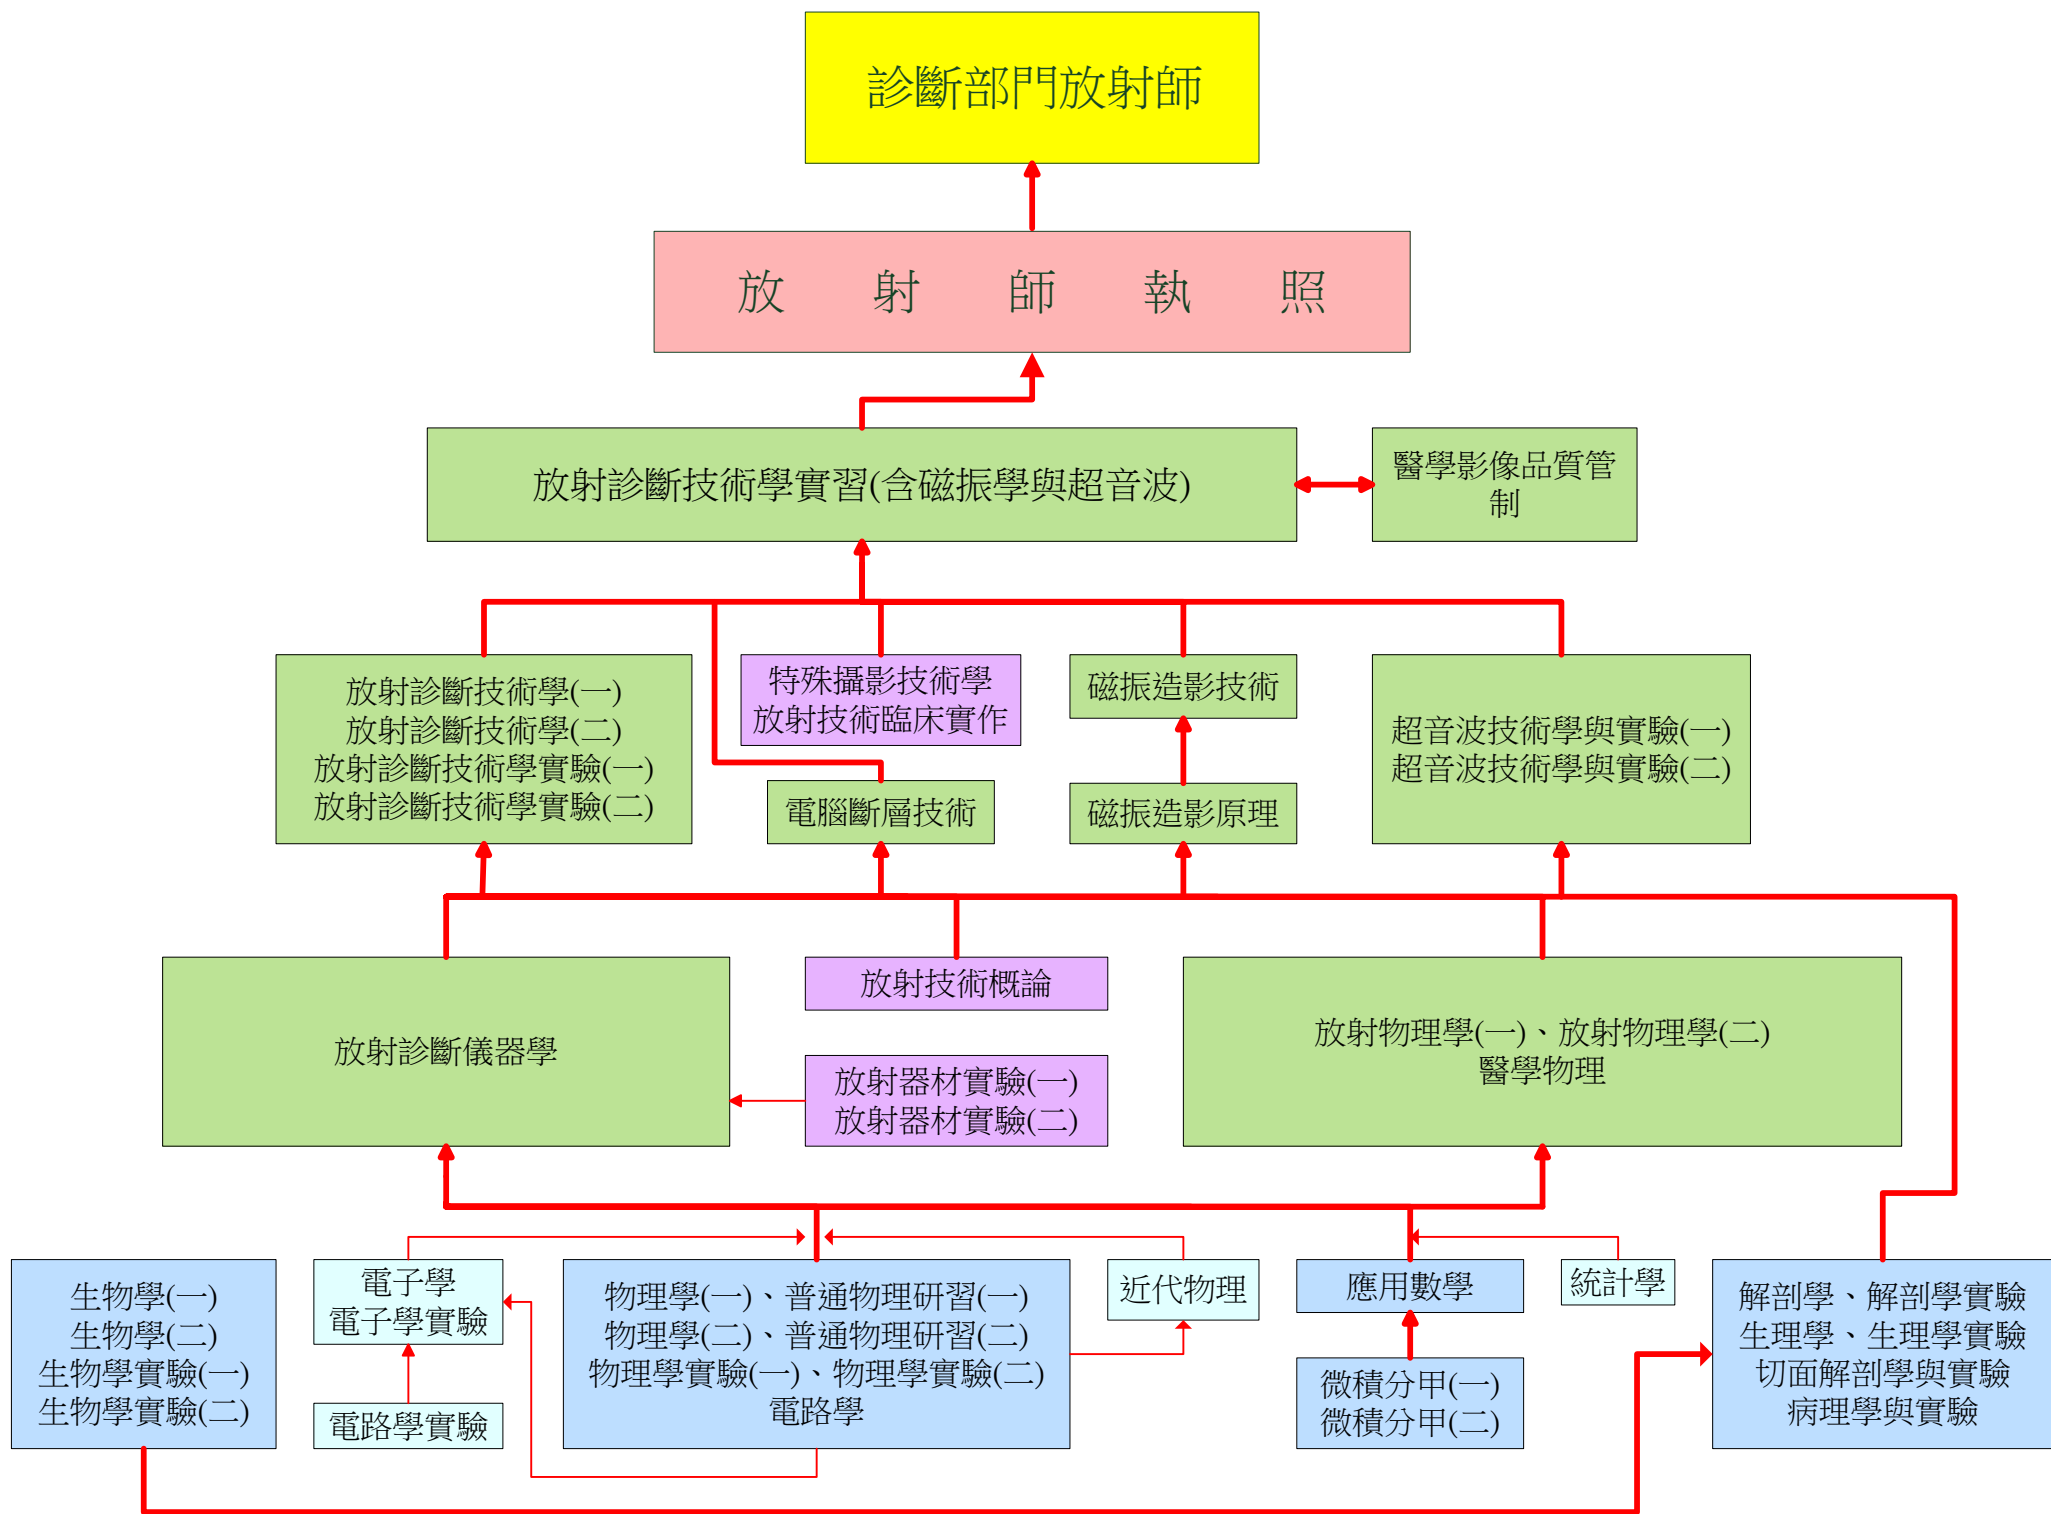 診斷部門放射師
放射師執照
放射診斷技術學實習(含磁振學與超音波)
醫學影像品質管
制
放射診斷技術學(一)
放射診斷技術學(二)
放射診斷技術學實驗(一)
放射診斷技術學實驗(二)
特殊攝影技術學
放射技術臨床實作
電腦斷層技術
磁振造影技術
磁振造影原理
超音波技術學與實驗(一)
超音波技術學與實驗(二)
放射診斷儀器學
放射技術概論
放射器材實驗(一)
放射器材實驗(二)
放射物理學(一)、放射物理學(二)
醫學物理
生物學(一)
生物學(二)
生物學實驗(一)
生物學實驗(二)
電子學
電子學實驗
電路學實驗
物理學(一)、普通物理研習(一)
物理學(二)、普通物理研習(二)
物理學實驗(一)、物理學實驗(二)
電路學
近代物理
應用數學
微積分甲(一)
微積分甲(二)
統計學
解剖學、解剖學實驗
生理學、生理學實驗
切面解剖學與實驗
病理學與實驗